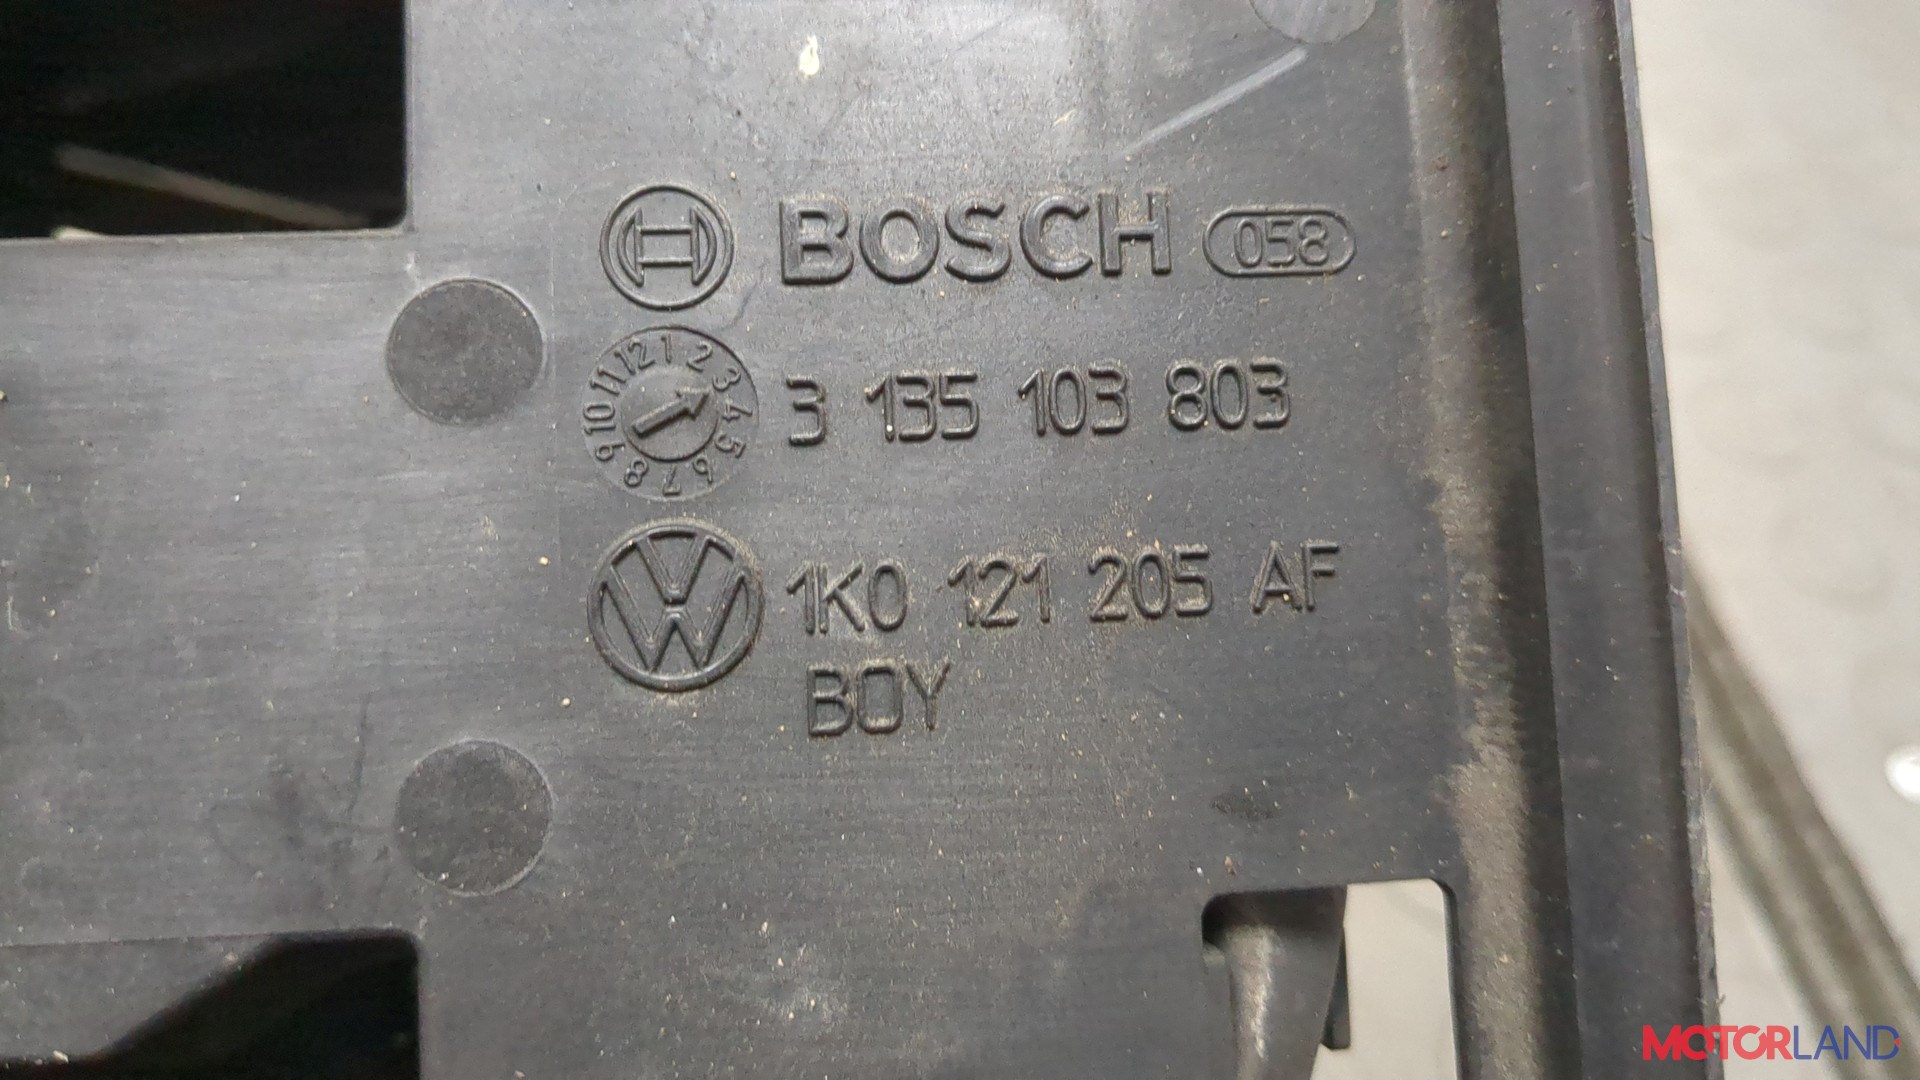 BOSCH 058
12 1 2 3 4 5 6 7 8 9 10 11
3 135 103 803
1K0 121 205 AF
BOY
MOTORLAND